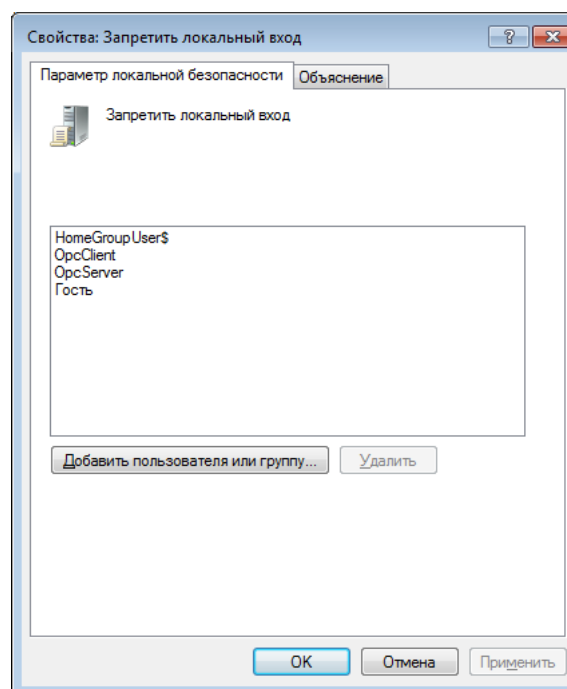 Свойства: Запретить локальный вход
Параметр локальной безопасности
Объяснение
Запретить локальный вход
HomeGroupUser$
OpcClient
OpcServer
Гость
Добавить пользователя или группу...
Удалить
ОК
Отмена
Применить